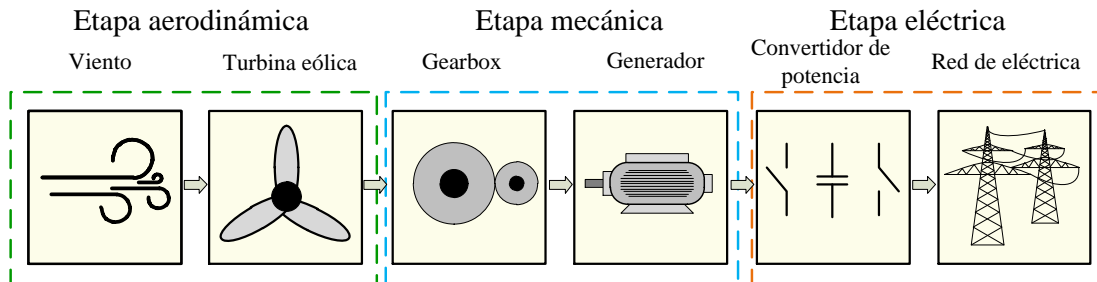 Etapa aerodinámica
Etapa mecánica
Etapa eléctrica
Viento
Turbina eólica
Gearbox
Generador
Convertidor de
potencia
Red de eléctrica